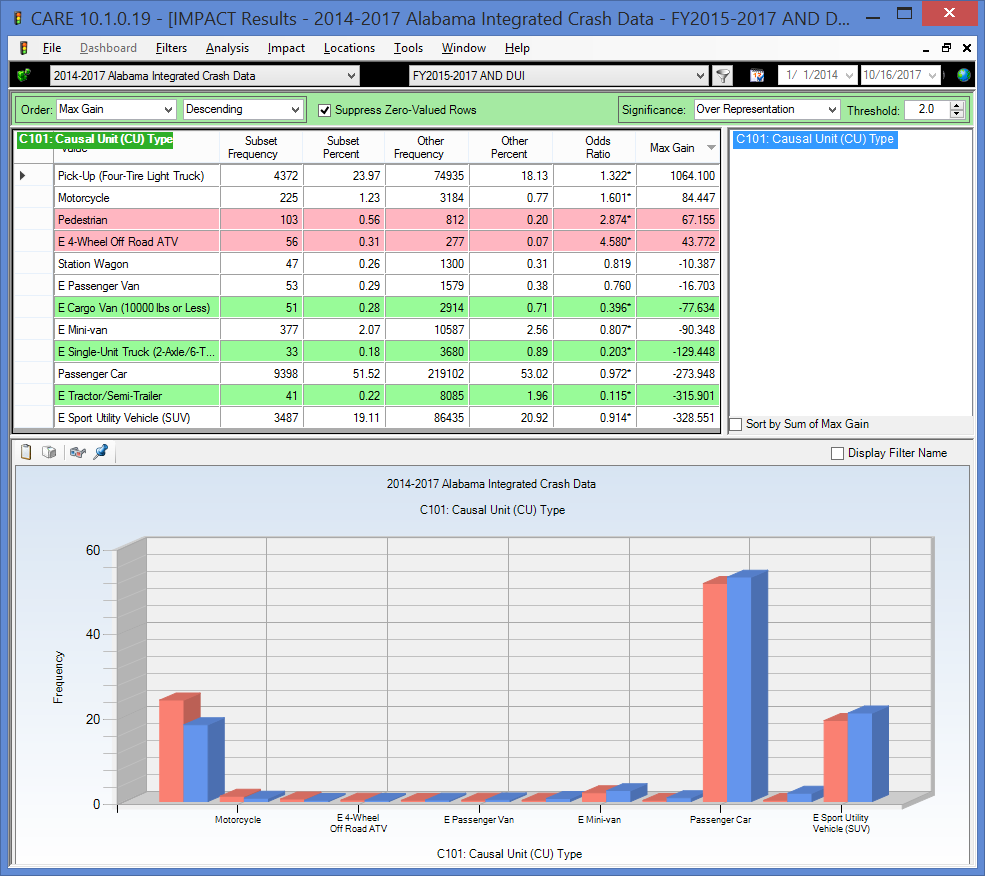 CARE 10.1.0.19 - [IMPACT Results - 2014-2017 Alabama Integrated Crash Data - FY2015-2017 AND D...
File Dashboard Filters Analysis Impact Locations Tools Window Help
2014-2017 Alabama Integrated Crash Data FY2015-2017 AND DUI 1/ 1/2014 10/16/2017
Order: Max Gain Descending Suppress Zero-Valued Rows Significance: Over Representation Threshold: 2.0
C101: Causal Unit (CU) Type
Value Subset Frequency Subset Percent Other Frequency Other Percent Odds Ratio Max Gain
Pick-Up (Four-Tire Light Truck) 4372 23.97 74935 18.13 1.322* 1064.100
Motorcycle 225 1.23 3184 0.77 1.601* 84.447
Pedestrian 103 0.56 812 0.20 2.874* 67.155
E 4-Wheel Off Road ATV 56 0.31 277 0.07 4.580* 43.772
Station Wagon 47 0.26 1300 0.31 0.819 -10.387
E Passenger Van 53 0.29 1579 0.38 0.760 -16.703
E Cargo Van (10000 lbs or Less) 51 0.28 2914 0.71 0.396* -77.634
E Mini-van 377 2.07 10587 2.56 0.807* -90.348
E Single-Unit Truck (2-Axle/6-T... 33 0.18 3680 0.89 0.203* -129.448
Passenger Car 9398 51.52 219102 53.02 0.972* -273.948
E Tractor/Semi-Trailer 41 0.22 8085 1.96 0.115* -315.901
E Sport Utility Vehicle (SUV) 3487 19.11 86435 20.92 0.914* -328.551
C101: Causal Unit (CU) Type
Sort by Sum of Max Gain
Display Filter Name
2014-2017 Alabama Integrated Crash Data
C101: Causal Unit (CU) Type
Frequency
60
40
20
0
Motorcycle
E 4-Wheel
Off Road ATV
E Passenger Van
E Mini-van
Passenger Car
E Sport Utility
Vehicle (SUV)
C101: Causal Unit (CU) Type